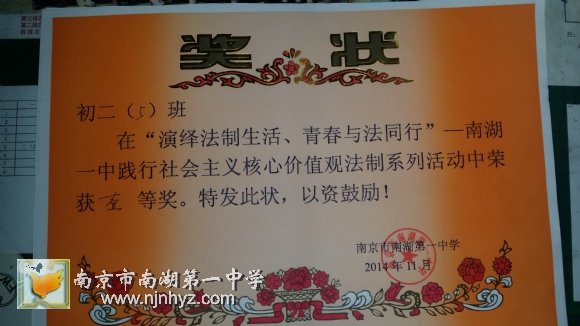 奖状
初二（5）班
在“演绎法制生活、青春与法同行”—南湖
一中践行社会主义核心价值观法制系列活动中荣
获 壹 等奖。特发此状，以资鼓励！
南京市南湖第一中学
2014年11月
南京市南湖第一中学
www.njnhyz.com